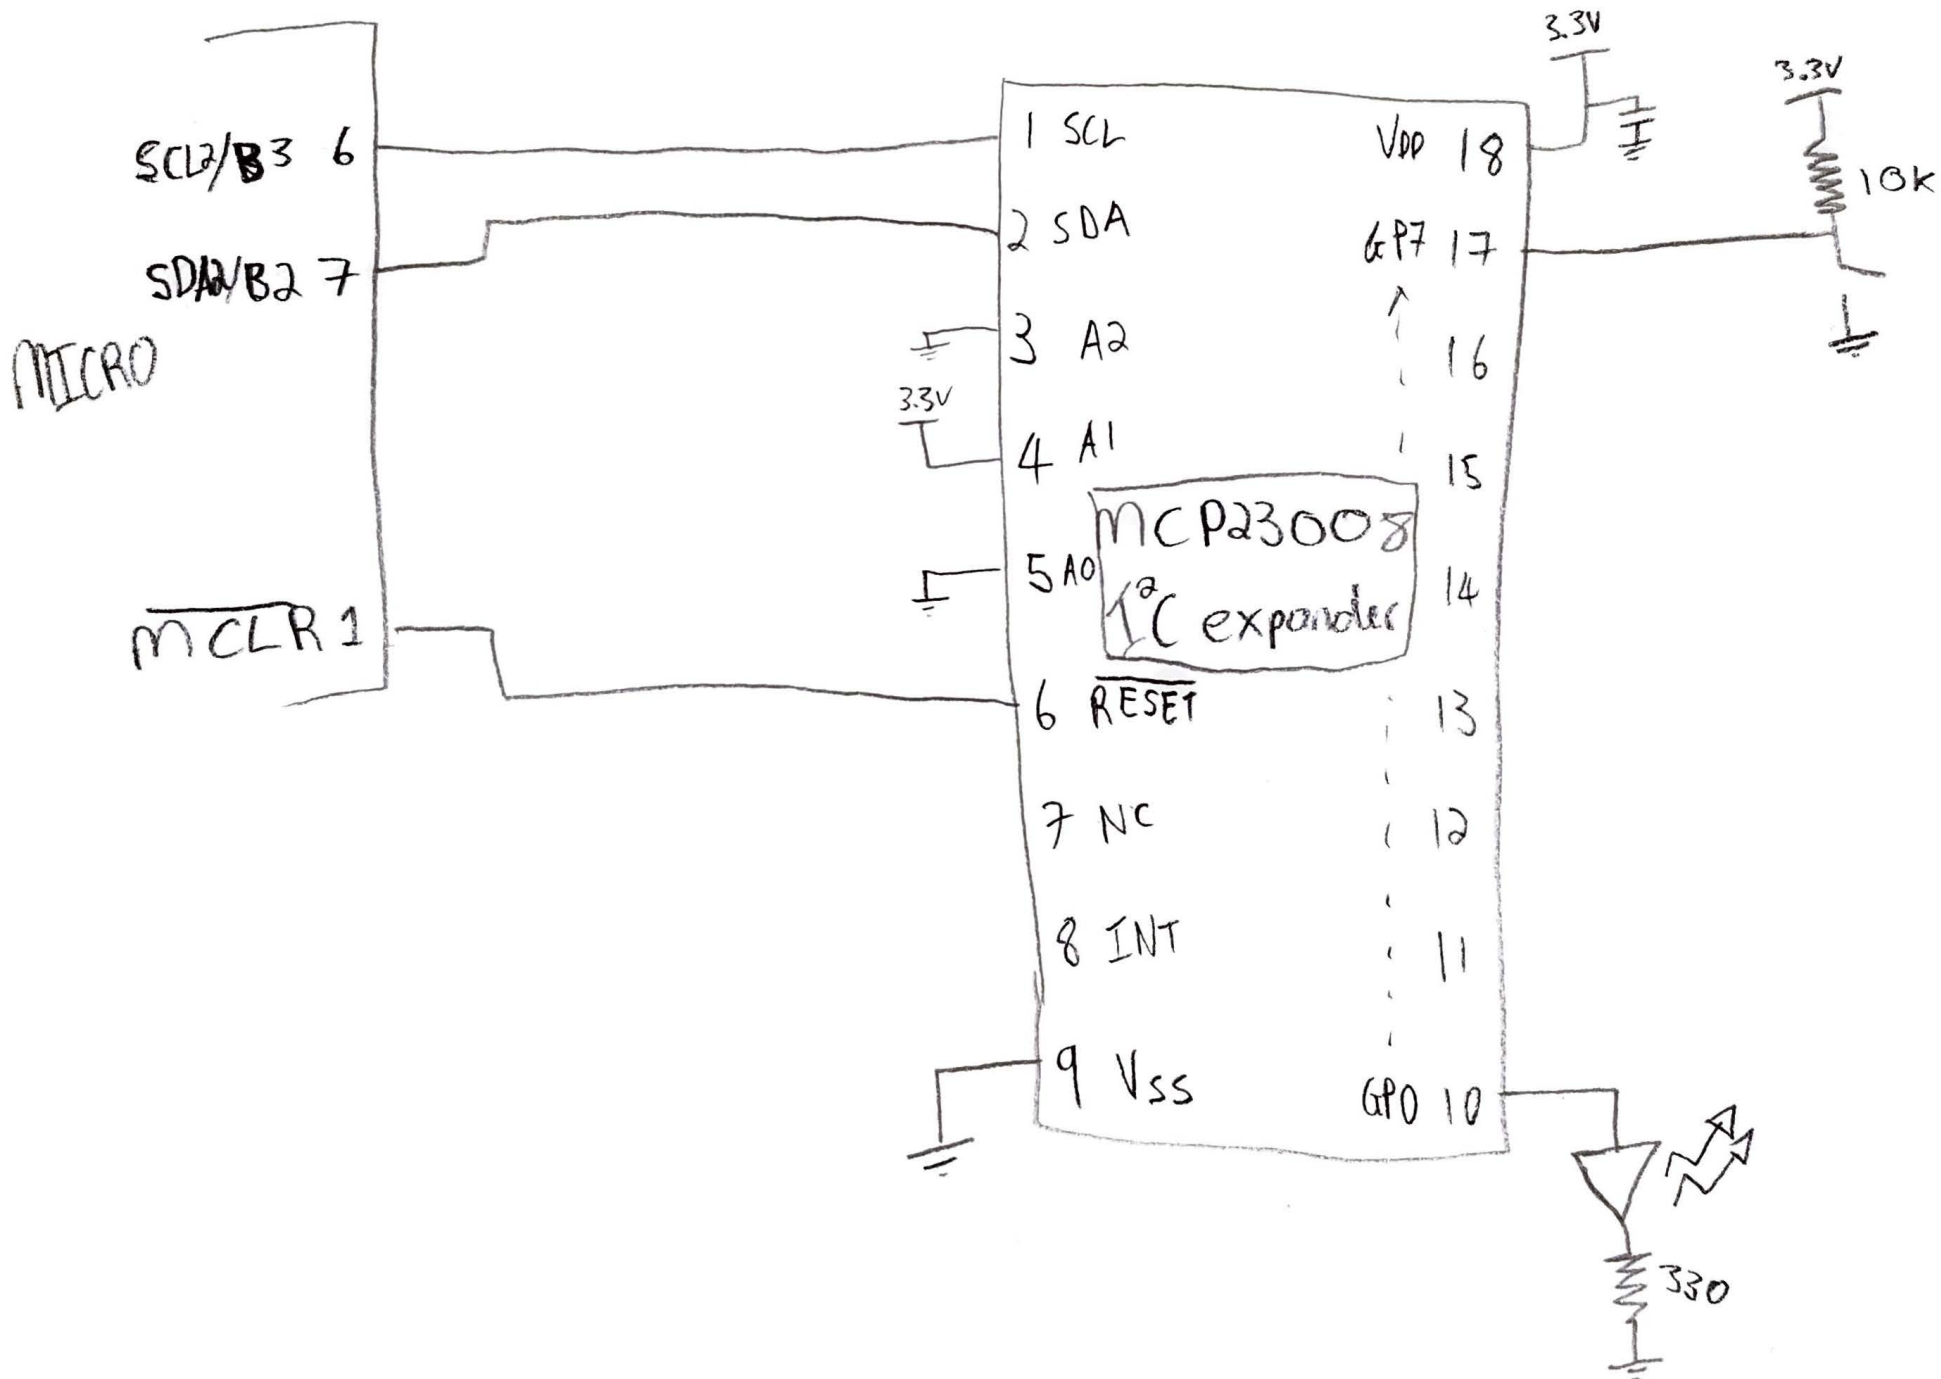 SCL2/B3 6
SDA2/B2 7
MICRO
MCLR 1
1 SCL
2 SDA
3 A2
3.3V
4 A1
5 A0
6 RESET
7 NC
8 INT
9 VSS
MCP23008
I²C expander
3.3V
VDD 18
GP7 17
16
15
14
13
12
11
GP0 10
3.3V
10K
330